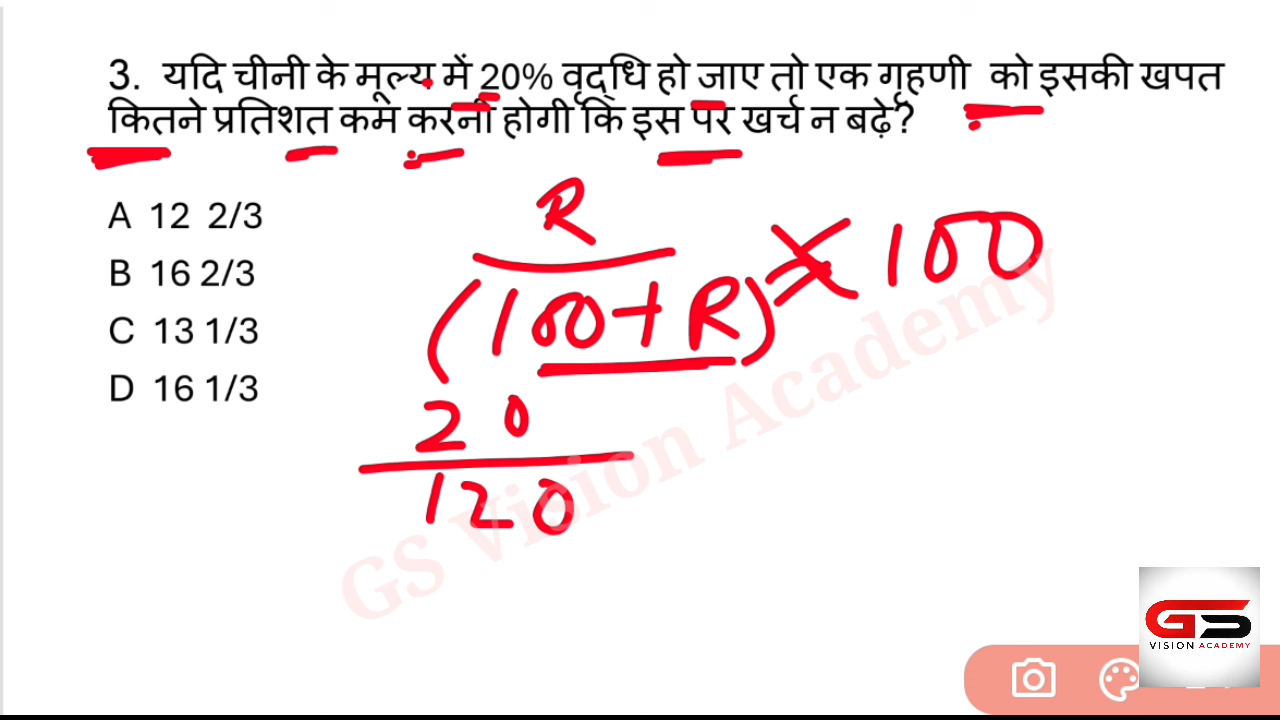 3. यदि चीनी के मूल्य में 20% वृद्धि हो जाए तो एक गृहणी को इसकी खपत
कितने प्रतिशत कम करनी होगी कि इस पर खर्च न बढ़े?
A 12 2/3
B 16 2/3
C 13 1/3
D 16 1/3
R
(100+R) × 100
20
120
GS Vision Academy
GS
VISION ACADEMY